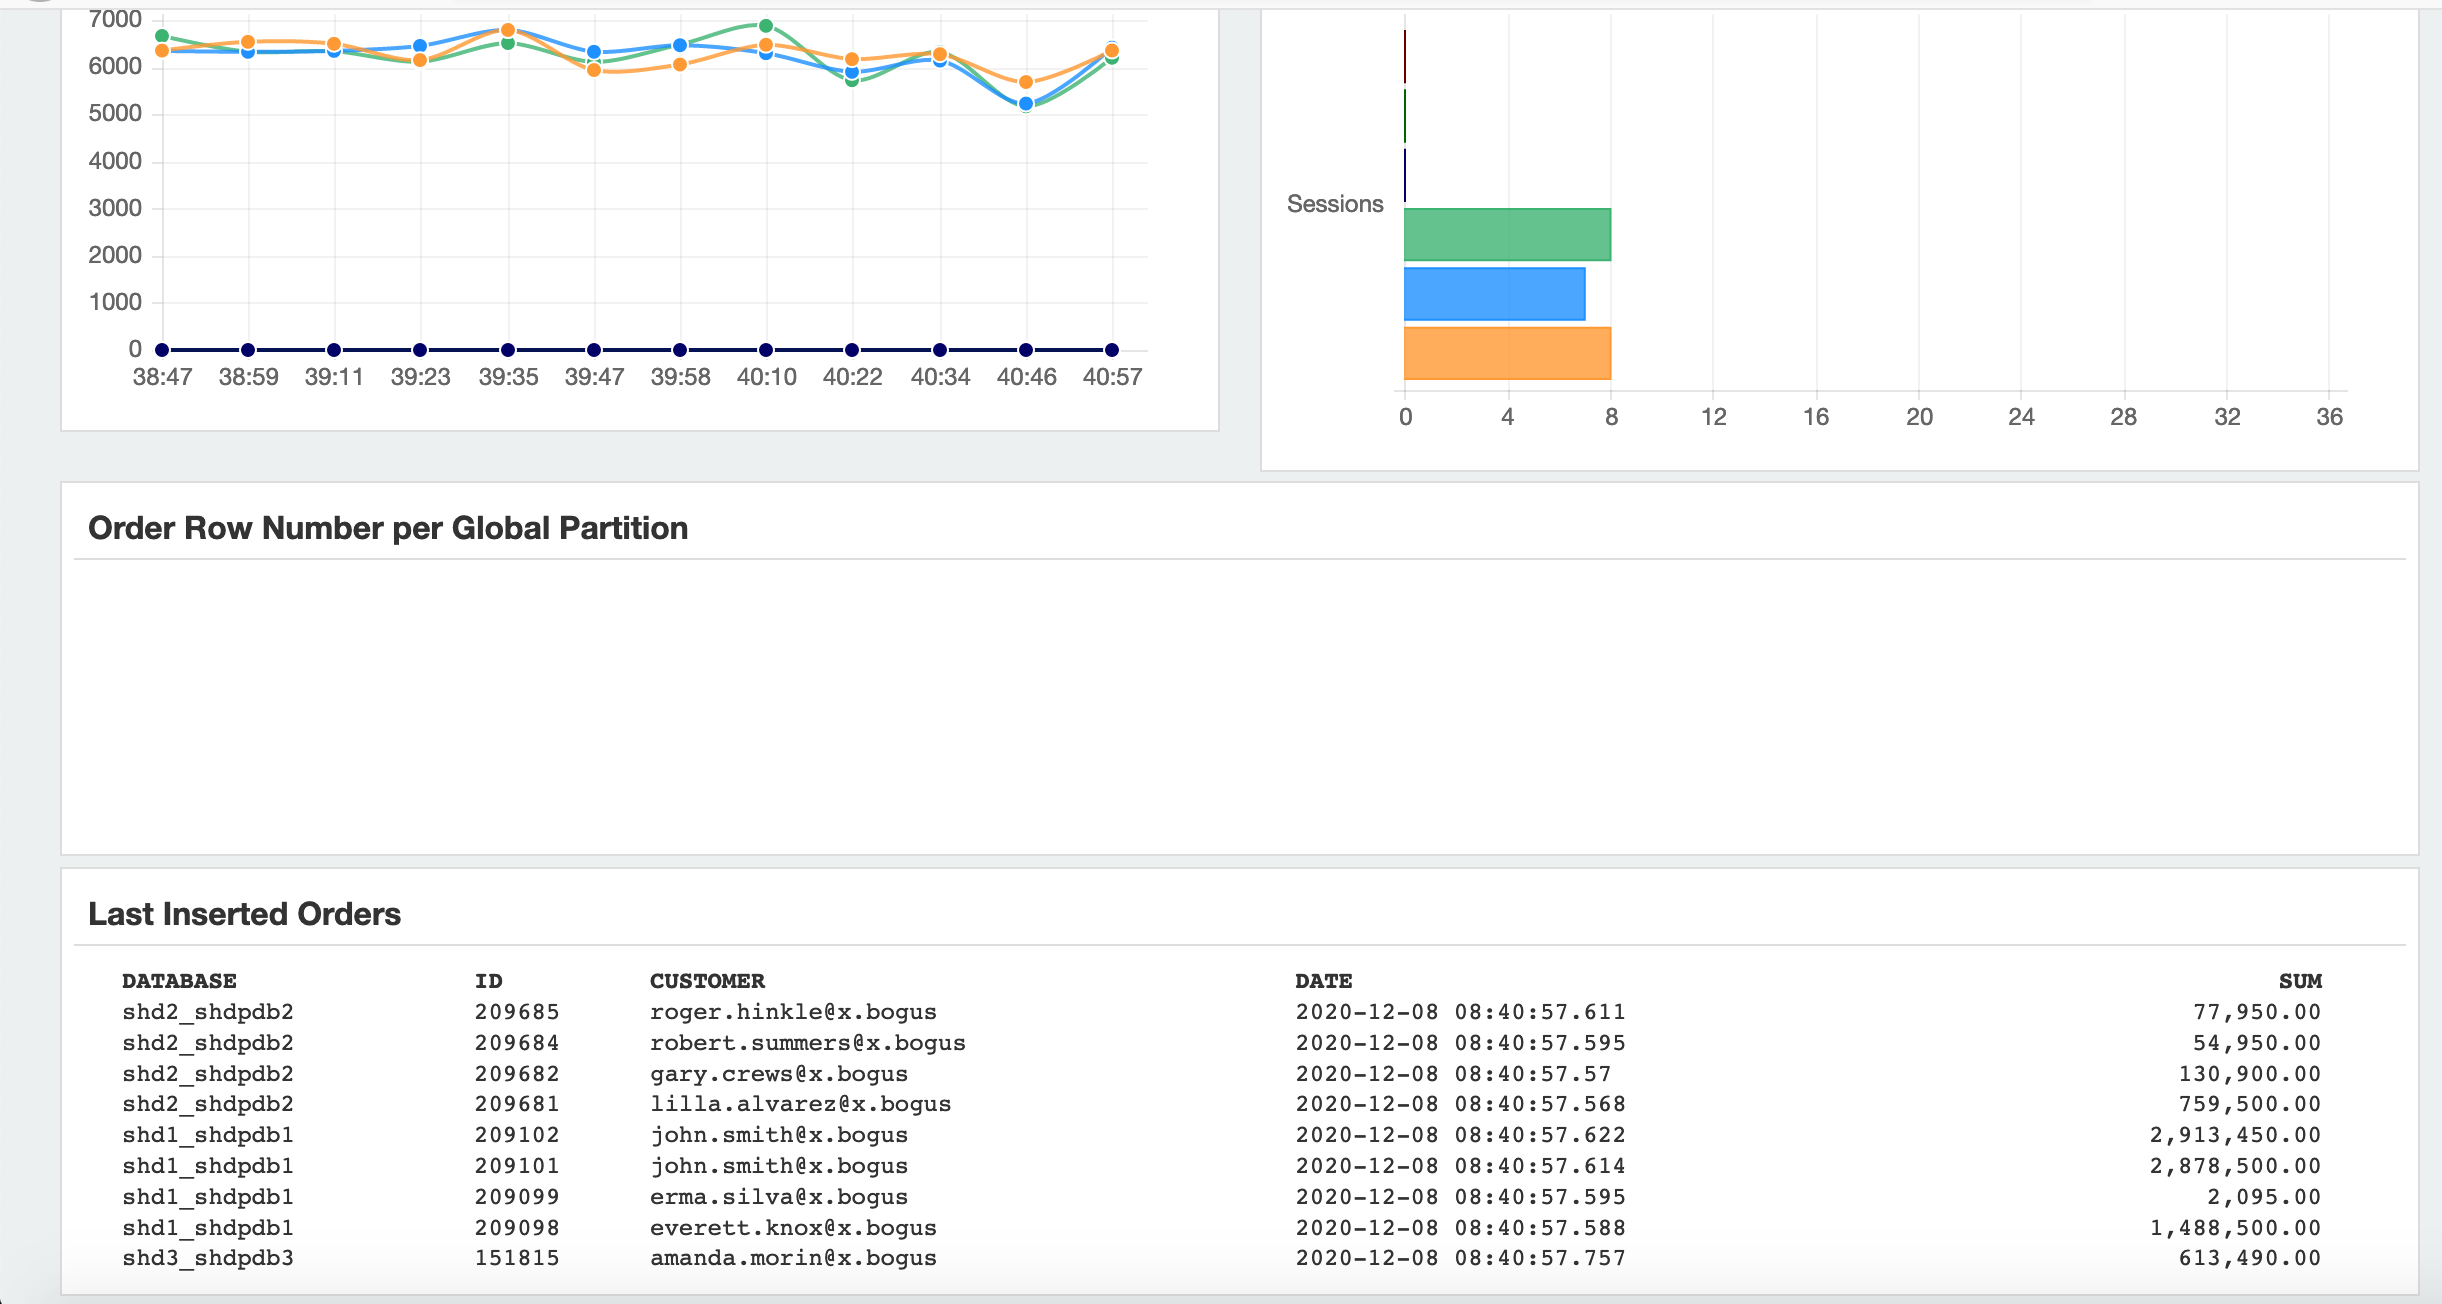 7000
6000
5000
4000
3000
2000
1000
0
38:47 38:59 39:11 39:23 39:35 39:47 39:58 40:10 40:22 40:34 40:46 40:57
Sessions
0 4 8 12 16 20 24 28 32 36
Order Row Number per Global Partition
Last Inserted Orders
DATABASE ID CUSTOMER DATE SUM
shd2_shdpdb2 209685 roger.hinkle@x.bogus 2020-12-08 08:40:57.611 77,950.00
shd2_shdpdb2 209684 robert.summers@x.bogus 2020-12-08 08:40:57.595 54,950.00
shd2_shdpdb2 209682 gary.crews@x.bogus 2020-12-08 08:40:57.57 130,900.00
shd2_shdpdb2 209681 lilla.alvarez@x.bogus 2020-12-08 08:40:57.568 759,500.00
shd1_shdpdb1 209102 john.smith@x.bogus 2020-12-08 08:40:57.622 2,913,450.00
shd1_shdpdb1 209101 john.smith@x.bogus 2020-12-08 08:40:57.614 2,878,500.00
shd1_shdpdb1 209099 erma.silva@x.bogus 2020-12-08 08:40:57.595 2,095.00
shd1_shdpdb1 209098 everett.knox@x.bogus 2020-12-08 08:40:57.588 1,488,500.00
shd3_shdpdb3 151815 amanda.morin@x.bogus 2020-12-08 08:40:57.757 613,490.00